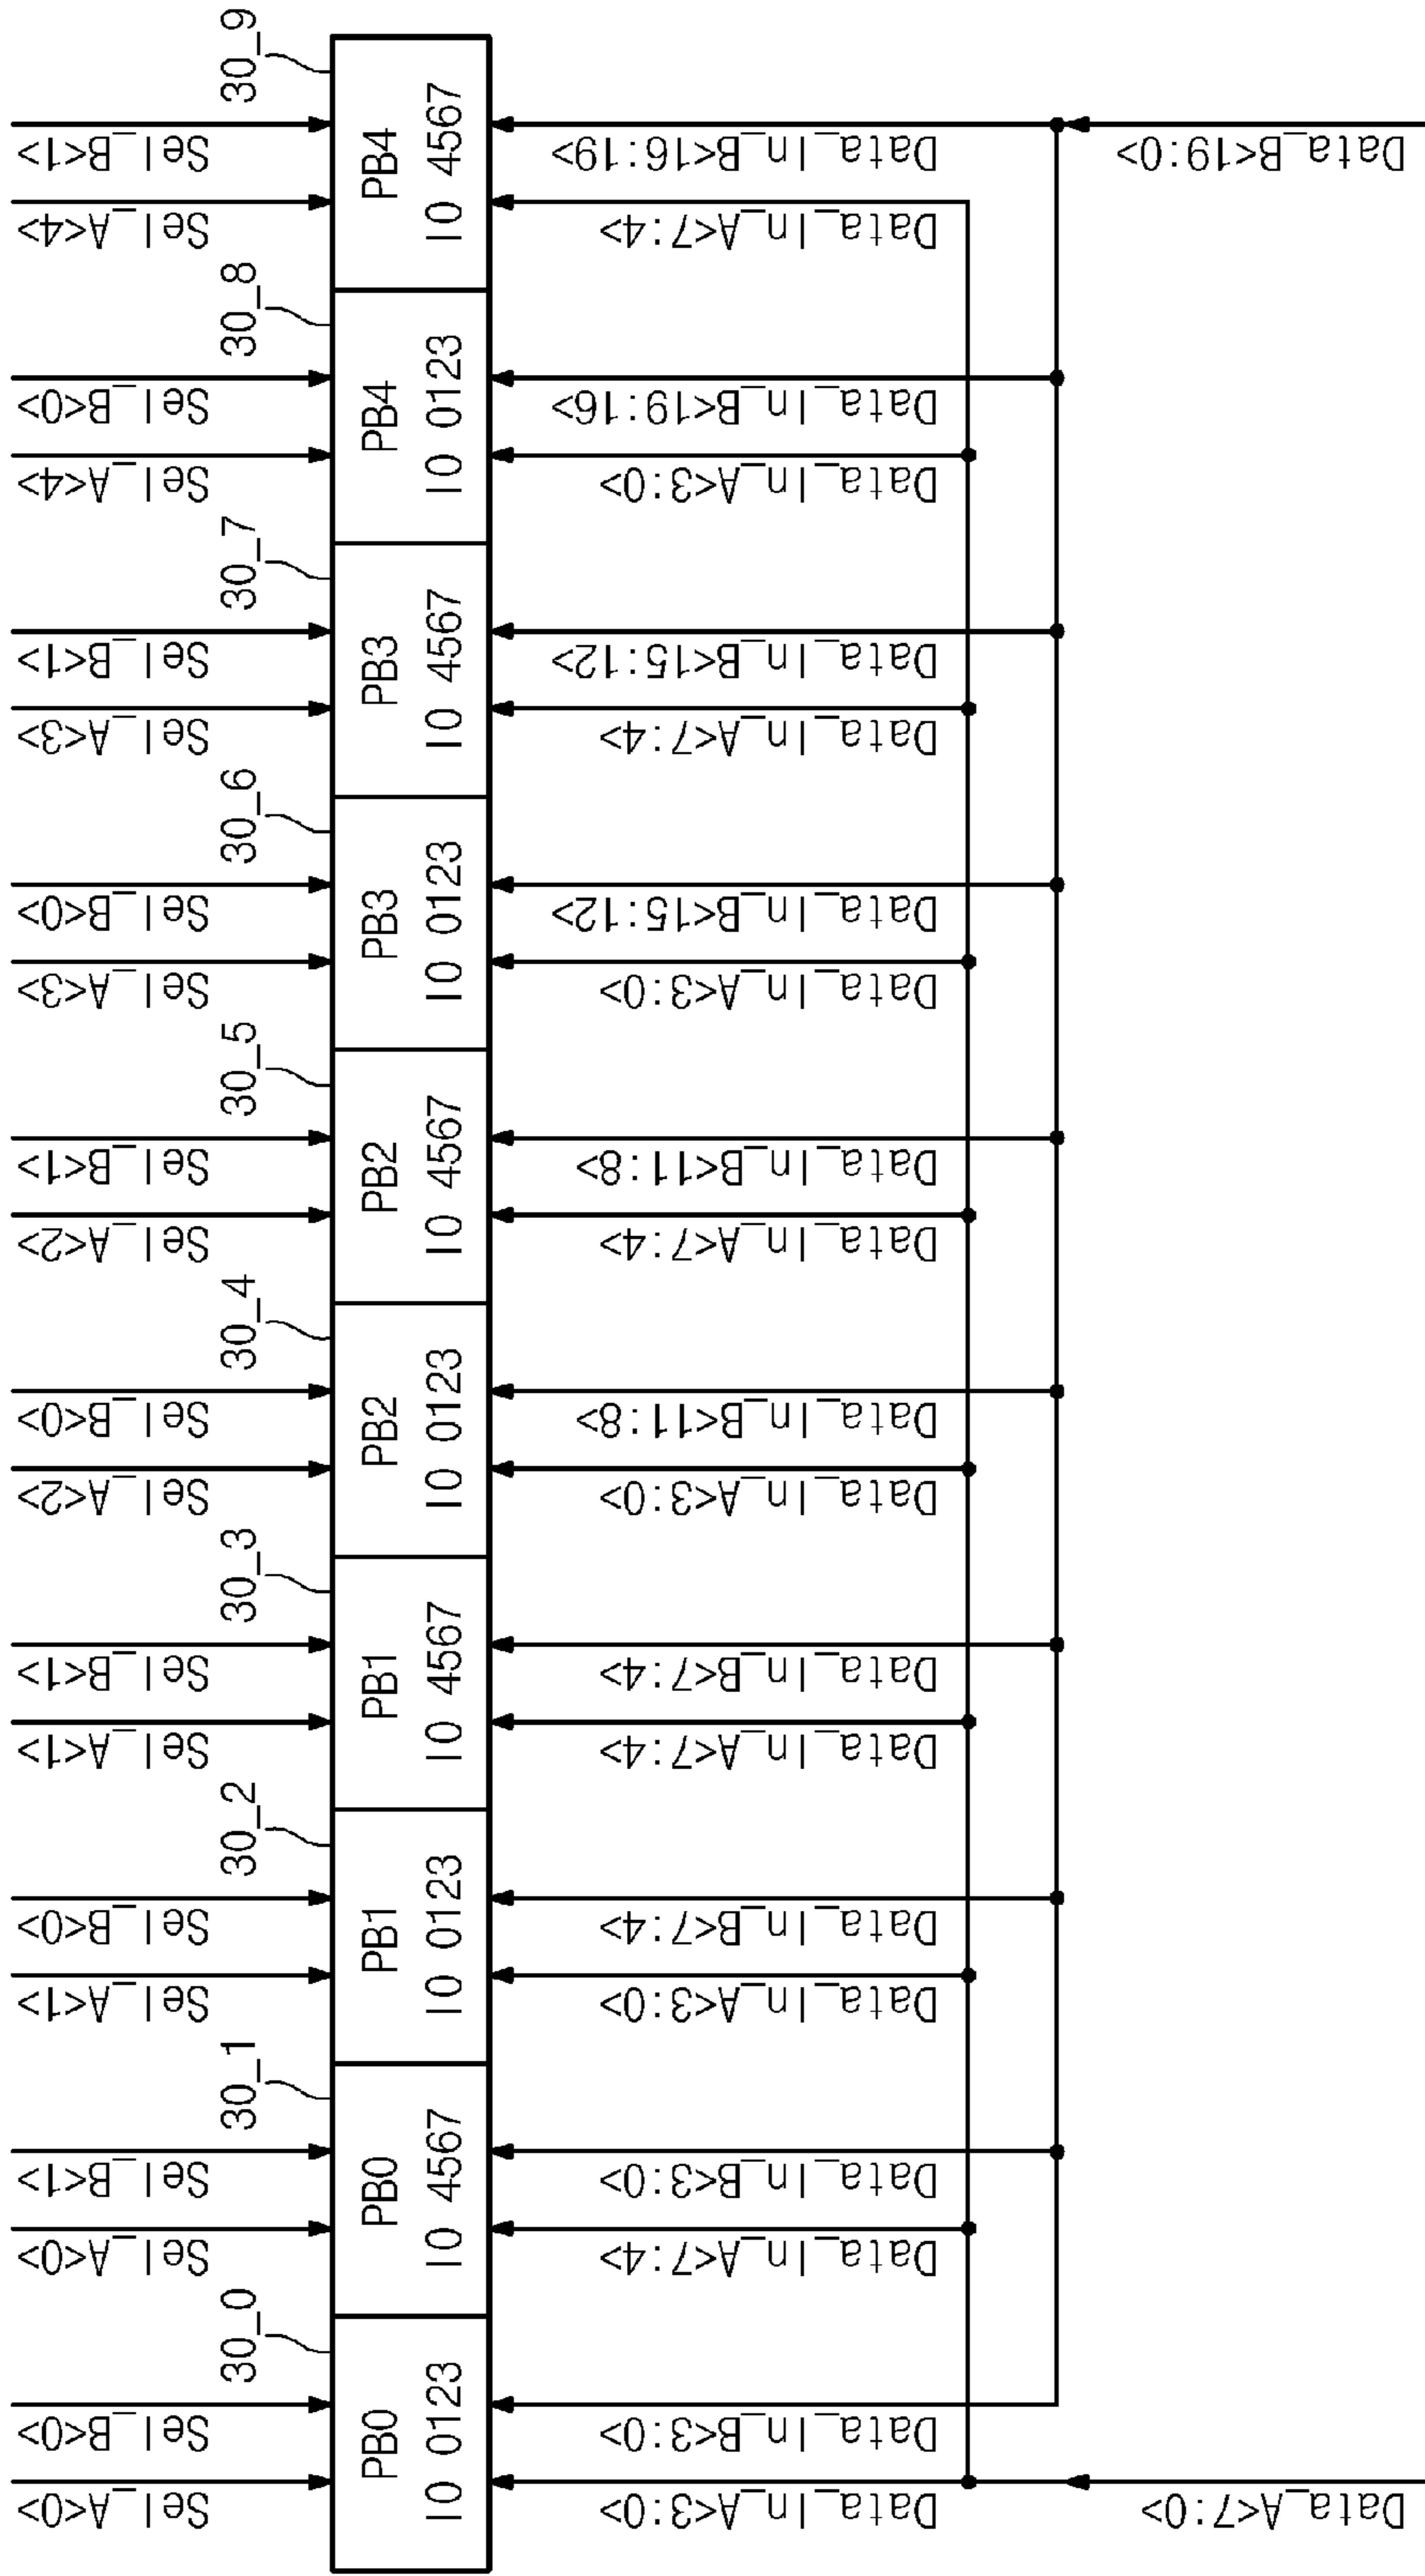 Sel_A<0>
Sel_B<0>
Sel_A<0>
Sel_B<1>
Sel_A<1>
Sel_B<0>
Sel_A<1>
Sel_B<1>
Sel_A<2>
Sel_B<0>
Sel_A<2>
Sel_B<1>
Sel_A<3>
Sel_B<0>
Sel_A<3>
Sel_B<1>
Sel_A<4>
Sel_B<0>
Sel_A<4>
Sel_B<1>
30_0
30_1
30_2
30_3
30_4
30_5
30_6
30_7
30_8
30_9
PB0
IO 0123
PB0
IO 4567
PB1
IO 0123
PB1
IO 4567
PB2
IO 0123
PB2
IO 4567
PB3
IO 0123
PB3
IO 4567
PB4
IO 0123
PB4
IO 4567
Data_In_A<3:0>
Data_In_B<3:0>
Data_In_A<7:4>
Data_In_B<3:0>
Data_In_A<3:0>
Data_In_B<7:4>
Data_In_A<7:4>
Data_In_B<7:4>
Data_In_A<3:0>
Data_In_B<11:8>
Data_In_A<7:4>
Data_In_B<11:8>
Data_In_A<3:0>
Data_In_B<15:12>
Data_In_A<7:4>
Data_In_B<15:12>
Data_In_A<3:0>
Data_In_B<19:16>
Data_In_A<7:4>
Data_In_B<16:19>
Data_A<7:0>
Data_B<19:0>